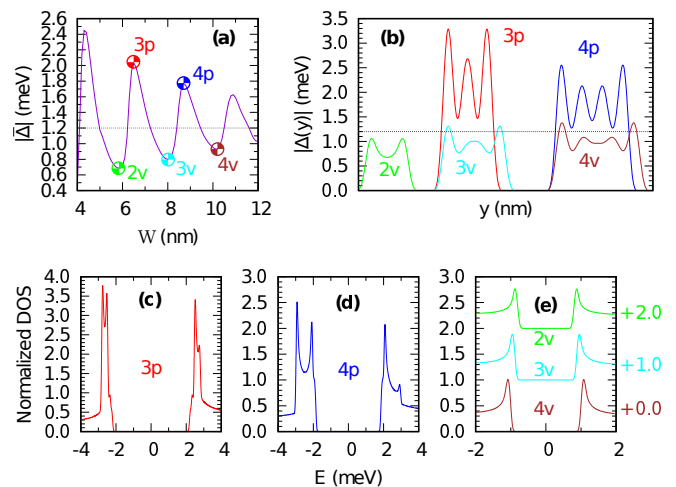 (a)
|Δ̄| (meV)
2.6
2.4
2.2
2.0
1.8
1.6
1.4
1.2
1.0
0.8
0.6
0.4
3p
4p
2v
3v
4v
4 6 8 10 12
W (nm)
(b)
|Δ(y)| (meV)
3.5
3.0
2.5
2.0
1.5
1.0
0.5
0.0
3p
4p
2v
3v
4v
y (nm)
(c)
Normalized DOS
4.0
3.5
3.0
2.5
2.0
1.5
1.0
0.5
0.0
3p
-4 -2 0 2 4
(d)
3.0
2.5
2.0
1.5
1.0
0.5
0.0
4p
-4 -2 0 2 4
E (meV)
(e)
3.0
2.5
2.0
1.5
1.0
0.5
0.0
2v
+2.0
3v
+1.0
4v
+0.0
-2 -1 0 1 2